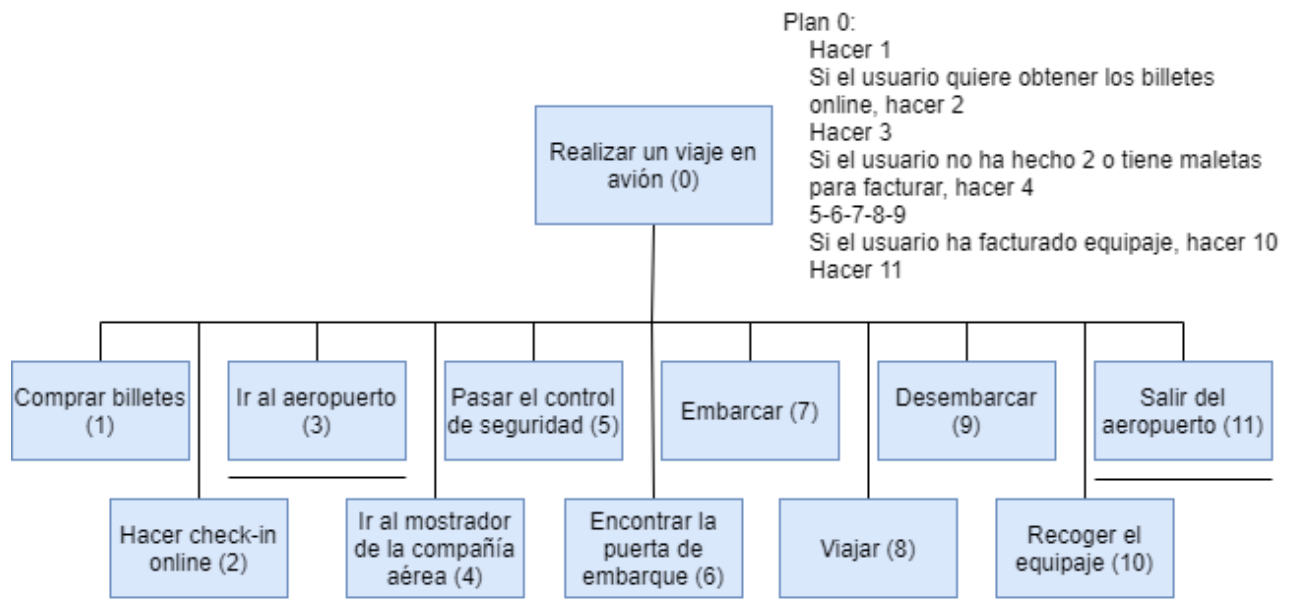 Plan 0:
Hacer 1
Si el usuario quiere obtener los billetes
online, hacer 2
Hacer 3
Si el usuario no ha hecho 2 o tiene maletas
para facturar, hacer 4
5-6-7-8-9
Si el usuario ha facturado equipaje, hacer 10
Hacer 11
Realizar un viaje en
avión (0)
Comprar billetes
(1)
Ir al aeropuerto
(3)
Pasar el control
de seguridad (5)
Embarcar (7)
Desembarcar
(9)
Salir del
aeropuerto (11)
Hacer check-in
online (2)
Ir al mostrador
de la compañía
aérea (4)
Encontrar la
puerta de
embarque (6)
Viajar (8)
Recoger el
equipaje (10)